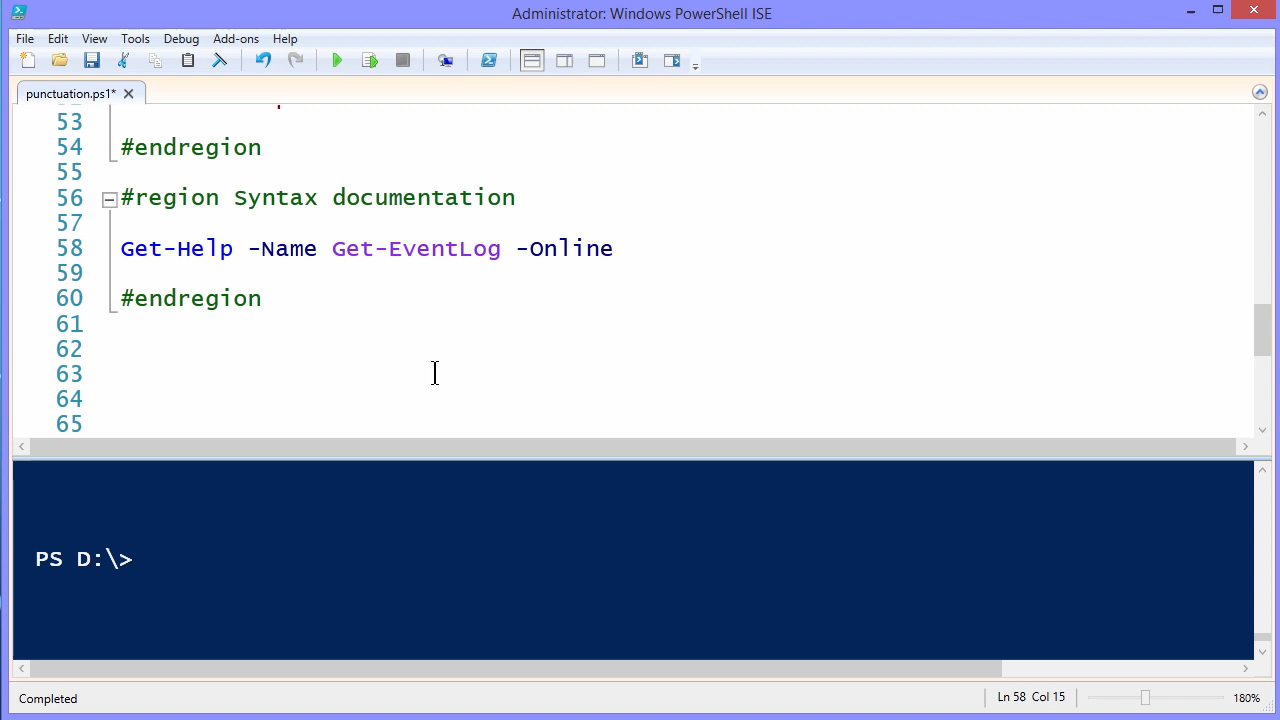 Administrator: Windows PowerShell ISE
File Edit View Tools Debug Add-ons Help
punctuation.ps1*
53
54 #endregion
55
56 #region Syntax documentation
57
58 Get-Help -Name Get-EventLog -Online
59
60 #endregion
61
62
63
64
65
PS D:\>
Completed Ln 58 Col 15 180%